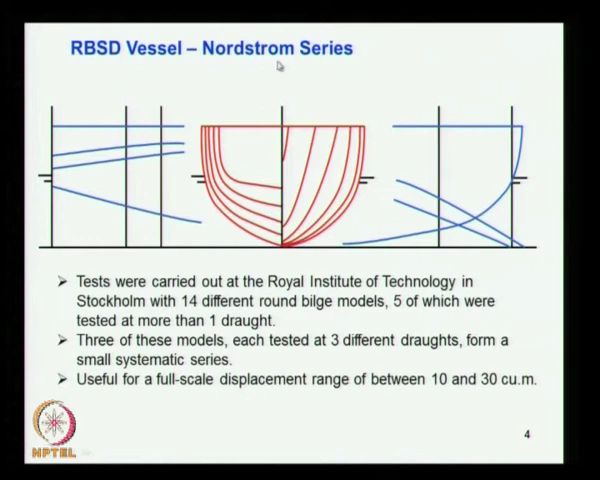 RBSD Vessel – Nordstrom Series
Tests were carried out at the Royal Institute of Technology in
Stockholm with 14 different round bilge models, 5 of which were
tested at more than 1 draught.
Three of these models, each tested at 3 different draughts, form a
small systematic series.
Useful for a full-scale displacement range of between 10 and 30 cu.m.
4
NPTEL